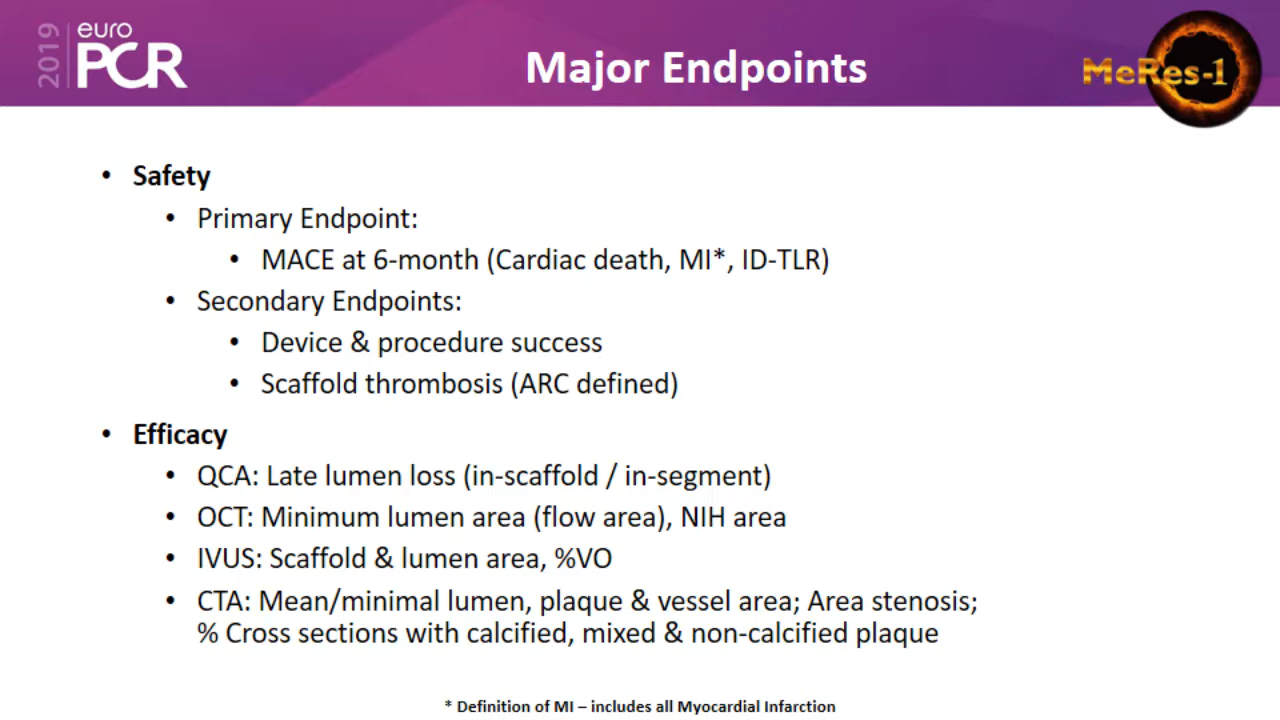 2019
euro
PCR
Major Endpoints
MeRes-1
• Safety
• Primary Endpoint:
• MACE at 6-month (Cardiac death, MI*, ID-TLR)
• Secondary Endpoints:
• Device & procedure success
• Scaffold thrombosis (ARC defined)
• Efficacy
• QCA: Late lumen loss (in-scaffold / in-segment)
• OCT: Minimum lumen area (flow area), NIH area
• IVUS: Scaffold & lumen area, %VO
• CTA: Mean/minimal lumen, plaque & vessel area; Area stenosis;
% Cross sections with calcified, mixed & non-calcified plaque
* Definition of MI – includes all Myocardial Infarction